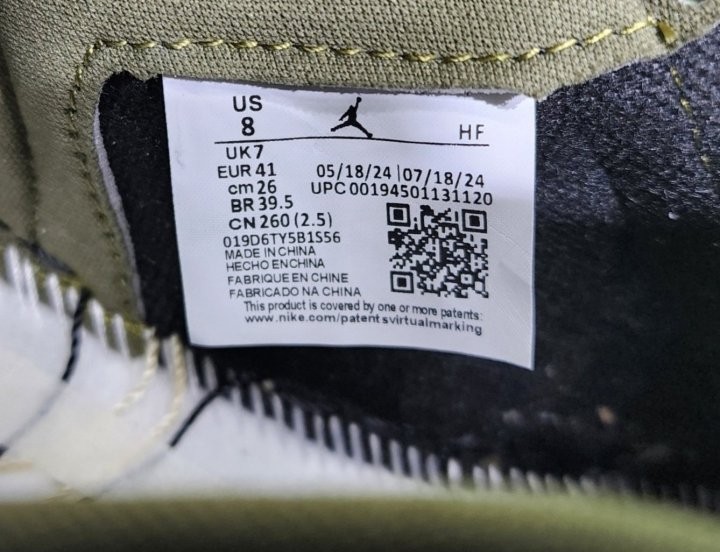 US
8
HF
UK 7
EUR 41
cm 26
BR 39.5
CN 260 (2.5)
05/18/24 |07/18/24
UPC 00194501131120
019D6TY5B1S56
MADE IN CHINA
HECHO EN CHINA
FABRIQUE EN CHINE
FABRICADO NA CHINA
This product is covered by one or more patents:
www.nike.com/patentsvirtualmarking